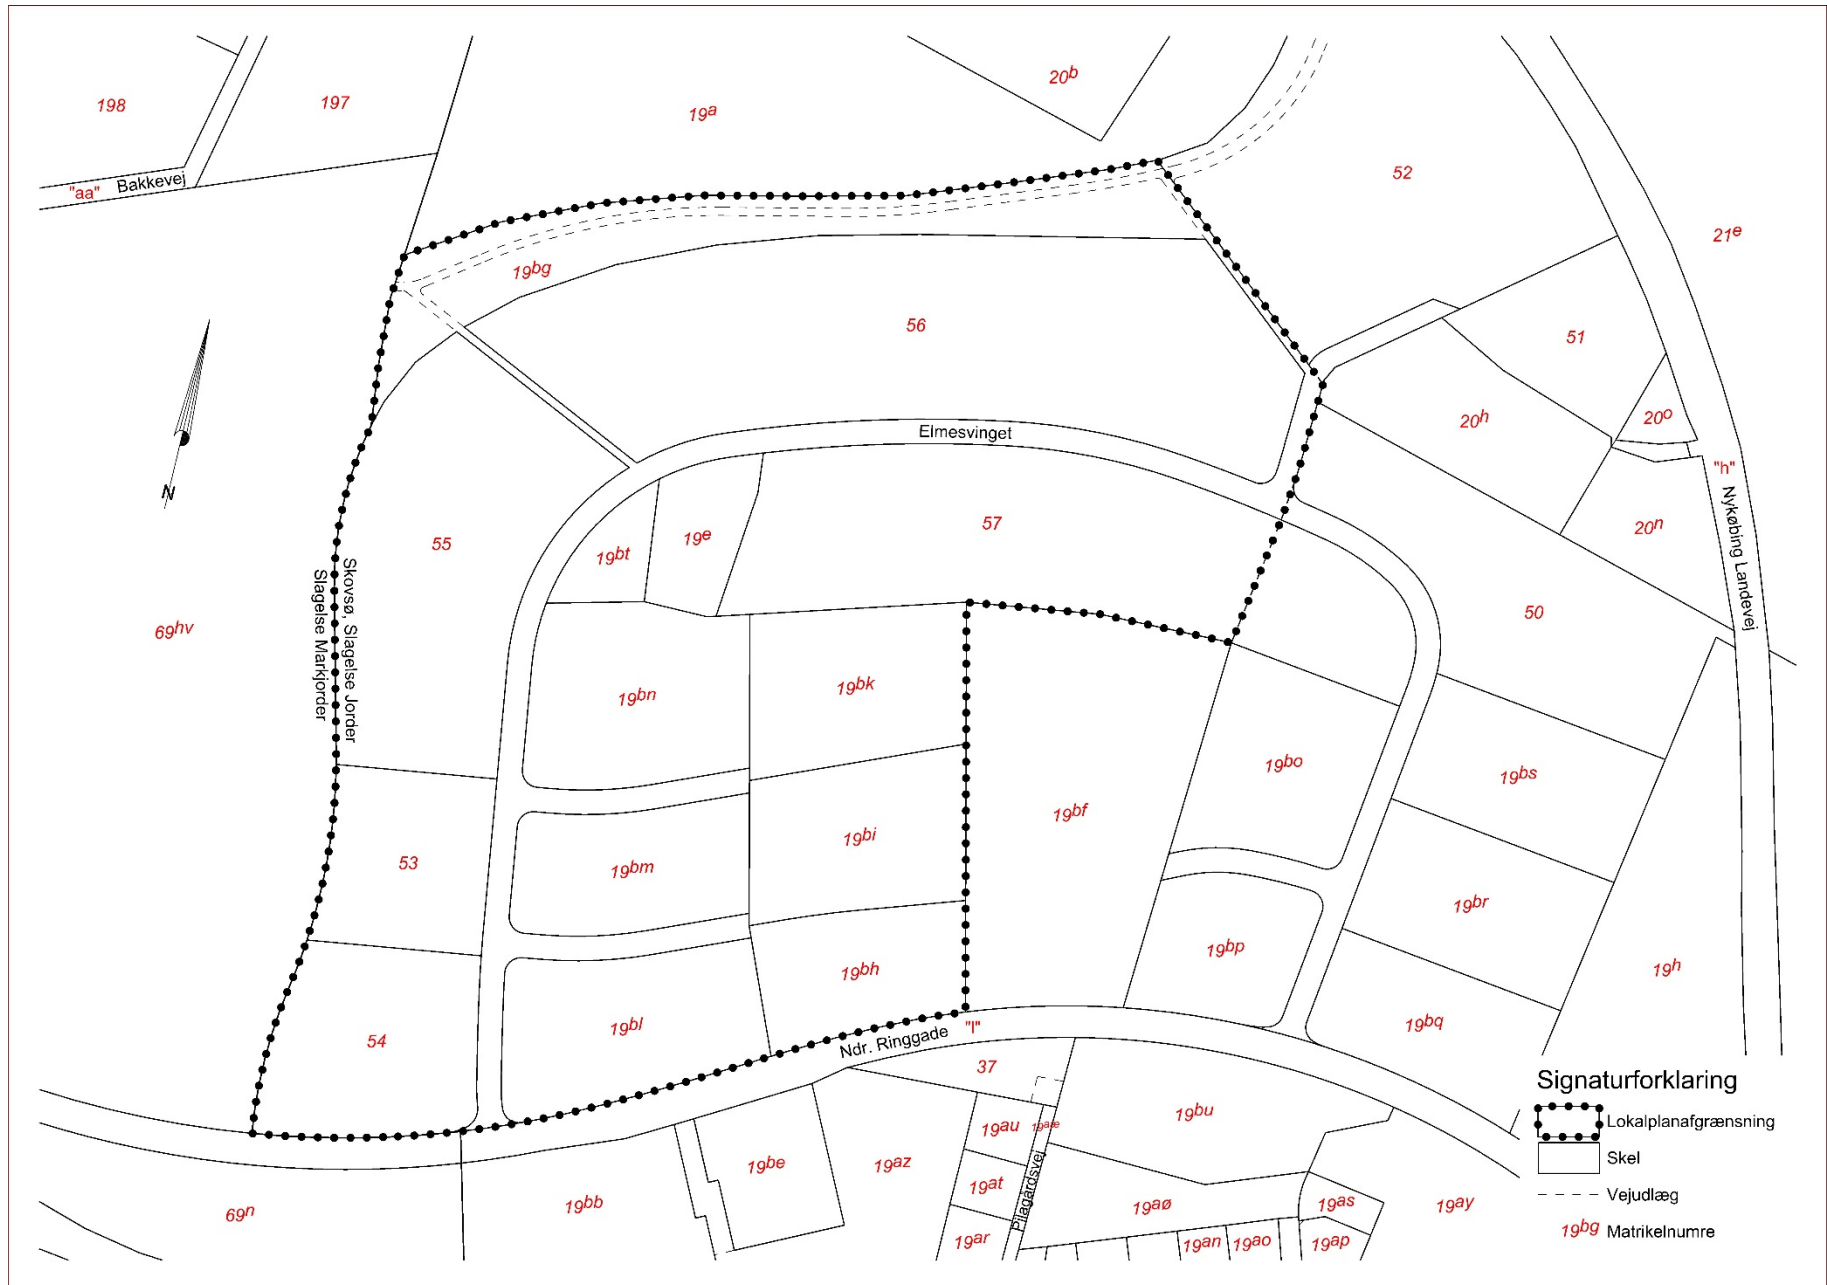 20b
198
197
19a
52
"aa" Bakkevej
21e
19bg
56
51
20h
20o
Elmesvinget
"h"
Nykøbing Landevej
N
57
20n
19e
55
19bt
Skovsø, Slagelse Jorder
Slagelse Markjorder
69hv
50
19bn
19bk
19bo
19bs
19bf
19bi
53
19bm
19br
19bp
19bh
19h
19bl
19bq
54
Ndr. Ringgade "l"
37
19bu
19au
19aæ
19be
19az
19at
Pilagårdsvej
19bb
19aø
19as
19ay
69n
19ar
19an
19ao
19ap
Signaturforklaring
Lokalplanafgrænsning
Skel
Vejudlæg
19bg Matrikelnumre